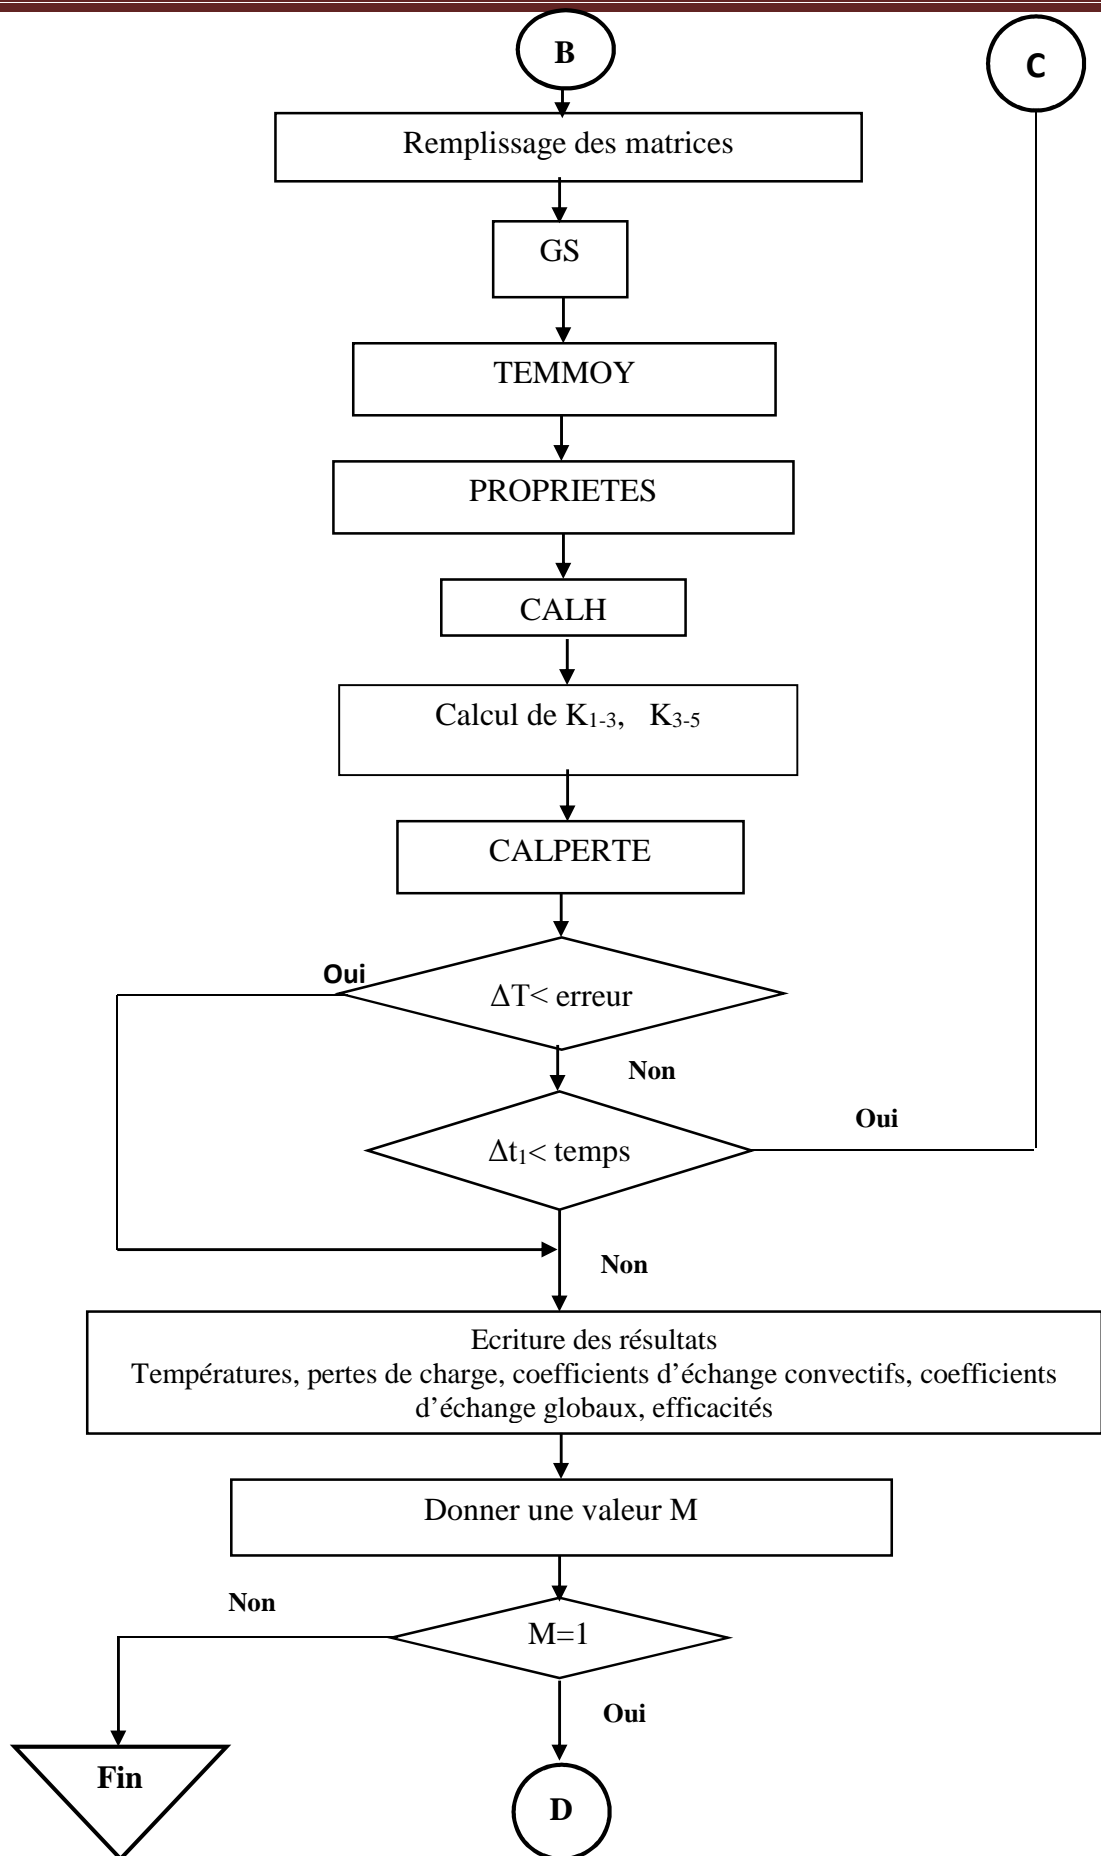 B
C
Remplissage des matrices
GS
TEMMOY
PROPRIETES
CALH
Calcul de K1-3, K3-5
CALPERTE
Oui
ΔT< erreur
Non
Oui
Δt1< temps
Non
Ecriture des résultats
Températures, pertes de charge, coefficients d’échange convectifs, coefficients
d’échange globaux, efficacités
Donner une valeur M
Non
M=1
Oui
Fin
D